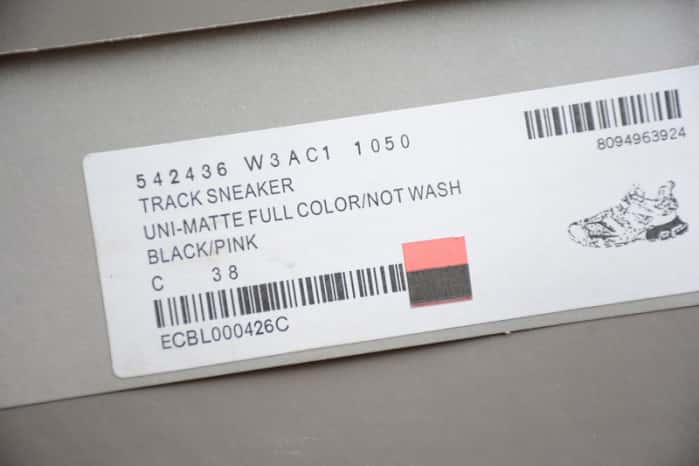 542436 W3AC1 1050
TRACK SNEAKER
UNI-MATTE FULL COLOR/NOT WASH
BLACK/PINK
C 38
ECBL000426C
8094963924